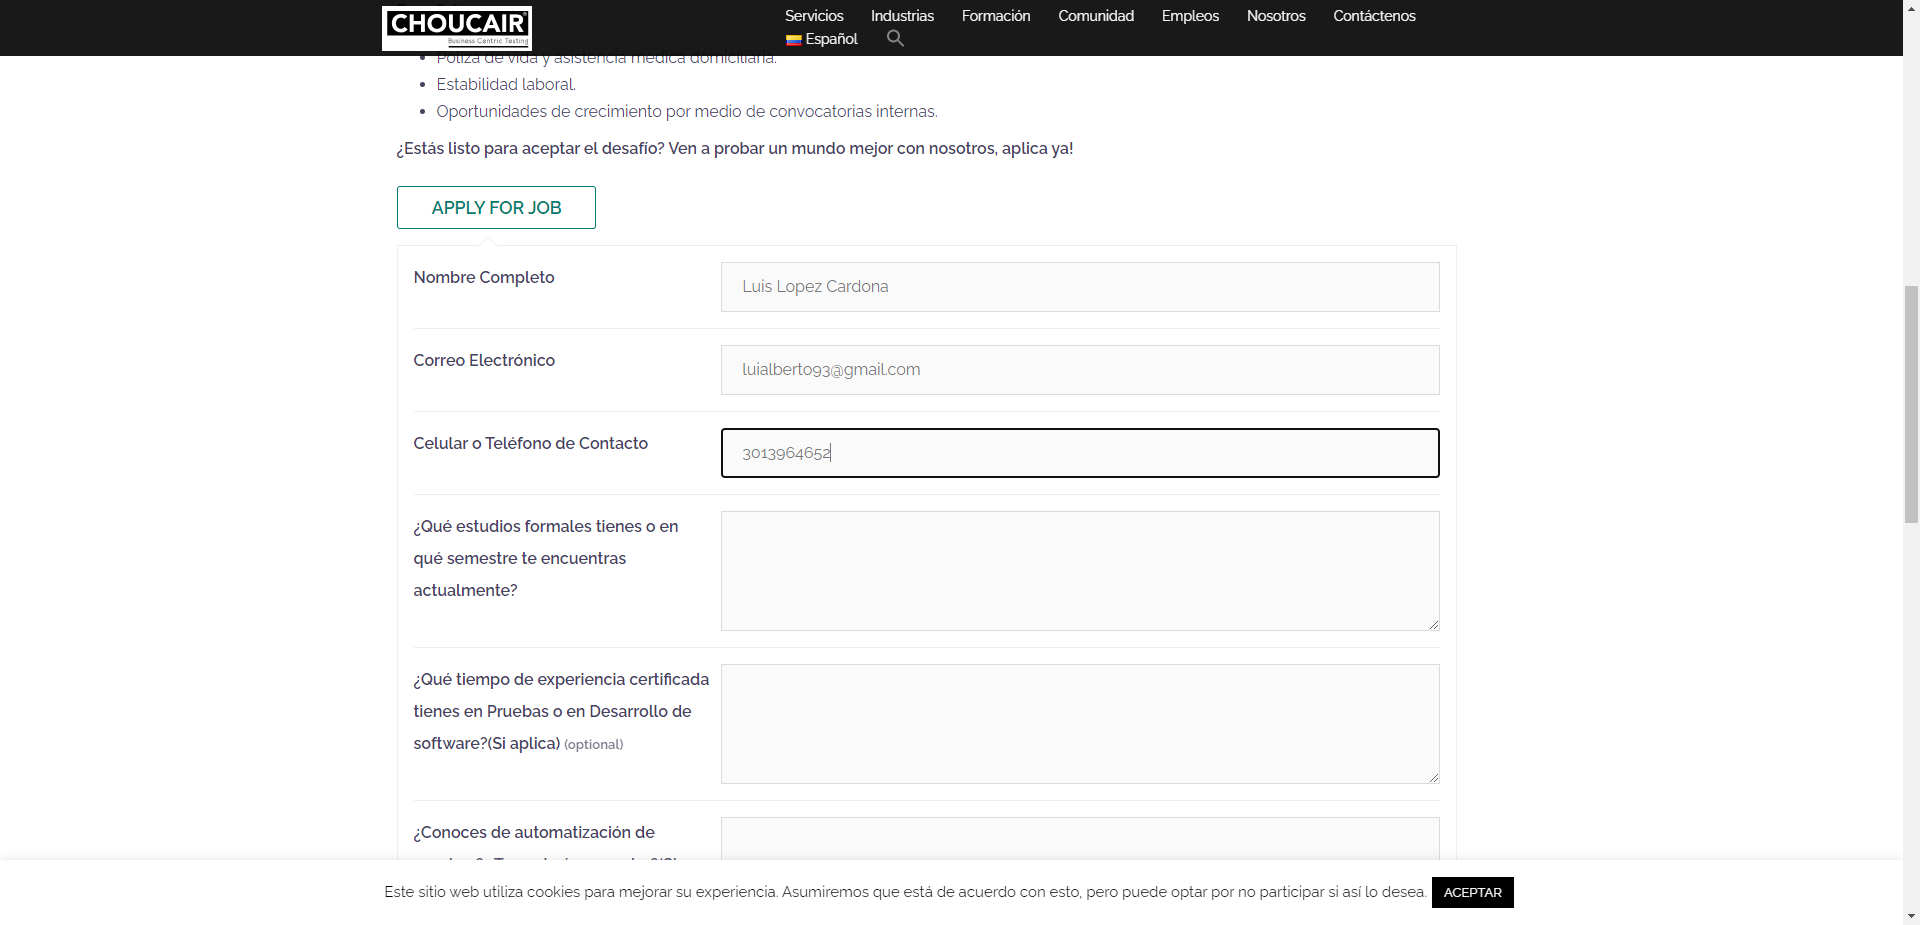 CHOUCAIR®
Business Centric Testing
Servicios Industrias Formación Comunidad Empleos Nosotros Contáctenos
Español
Póliza de vida y asistencia médica domiciliaria.
Estabilidad laboral.
Oportunidades de crecimiento por medio de convocatorias internas.
¿Estás listo para aceptar el desafío? Ven a probar un mundo mejor con nosotros, aplica ya!
APPLY FOR JOB
Nombre Completo
Luis Lopez Cardona
Correo Electrónico
luialberto93@gmail.com
Celular o Teléfono de Contacto
3013964652
¿Qué estudios formales tienes o en
qué semestre te encuentras
actualmente?
¿Qué tiempo de experiencia certificada
tienes en Pruebas o en Desarrollo de
software?(Si aplica) (optional)
¿Conoces de automatización de
Este sitio web utiliza cookies para mejorar su experiencia. Asumiremos que está de acuerdo con esto, pero puede optar por no participar si así lo desea. ACEPTAR